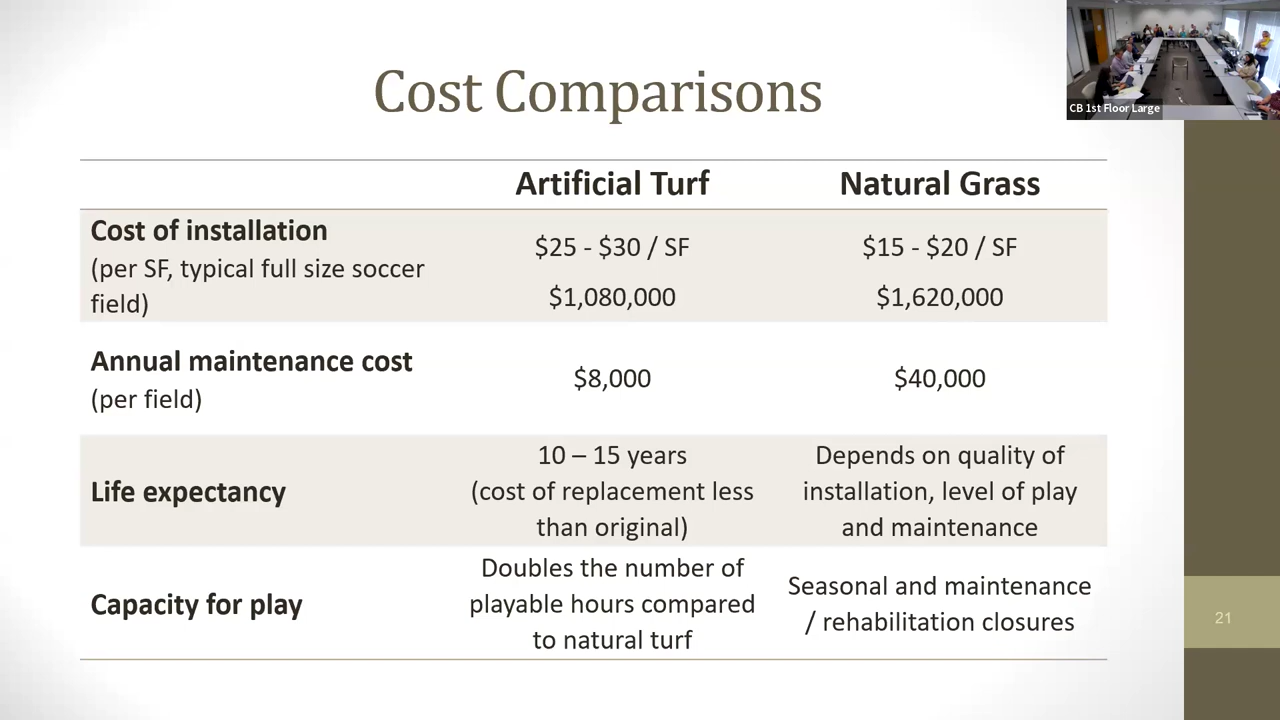 Cost Comparisons
CB 1st Floor Large
Artificial Turf
Natural Grass
Cost of installation
(per SF, typical full size soccer
field)
$25 - $30 / SF
$1,080,000
$15 - $20 / SF
$1,620,000
Annual maintenance cost
(per field)
$8,000
$40,000
Life expectancy
10 – 15 years
(cost of replacement less
than original)
Depends on quality of
installation, level of play
and maintenance
Capacity for play
Doubles the number of
playable hours compared
to natural turf
Seasonal and maintenance
/ rehabilitation closures
21